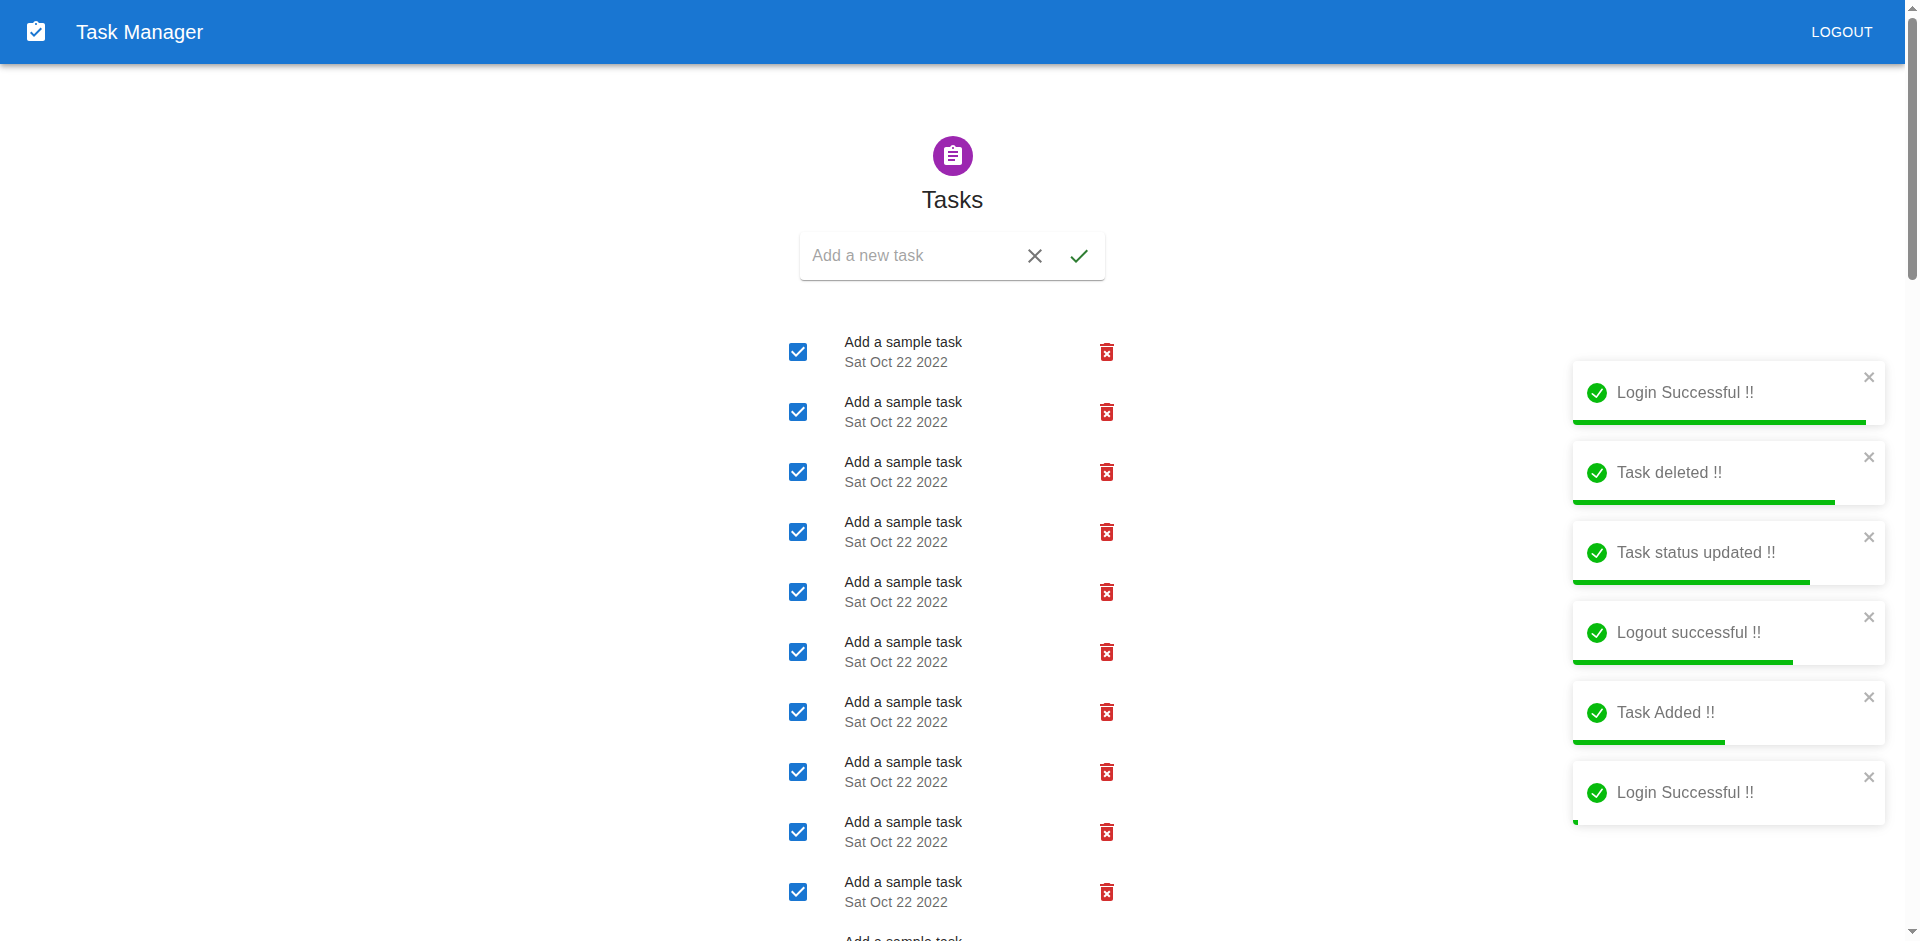 Task Manager
LOGOUT
Tasks
Add a new task
Add a sample task
Sat Oct 22 2022
Add a sample task
Sat Oct 22 2022
Add a sample task
Sat Oct 22 2022
Add a sample task
Sat Oct 22 2022
Add a sample task
Sat Oct 22 2022
Add a sample task
Sat Oct 22 2022
Add a sample task
Sat Oct 22 2022
Add a sample task
Sat Oct 22 2022
Add a sample task
Sat Oct 22 2022
Add a sample task
Sat Oct 22 2022
Add a sample task
Login Successful !!
Task deleted !!
Task status updated !!
Logout successful !!
Task Added !!
Login Successful !!